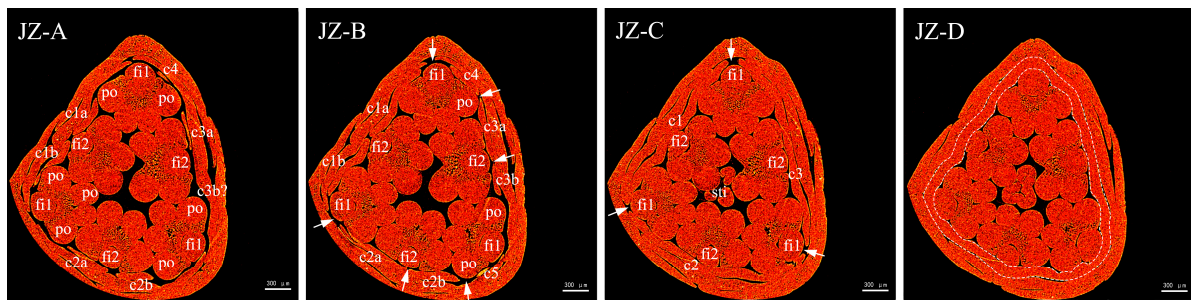 JZ-A
c4
fi1
po
po
c1a
c3a
fi2
c1b
fi2
po
c3b?
po
po
fi1
po
fi1
c2a
fi2
po
c2b
300 μm
JZ-B
fi1
c4
po
c1a
c3a
fi2
fi2
c1b
c3b
po
fi1
fi1
fi2
po
c2a
c2b
c5
300 μm
JZ-C
fi1
c1
fi2
fi2
c3
sti
fi1
fi1
fi2
c2
300 μm
JZ-D
300 μm